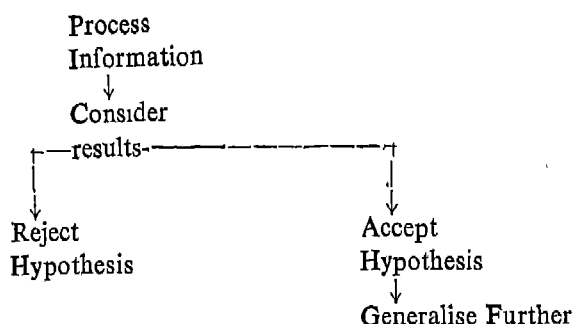 Process
Information
Consider
results
Reject
Hypothesis
Accept
Hypothesis
Generalise Further